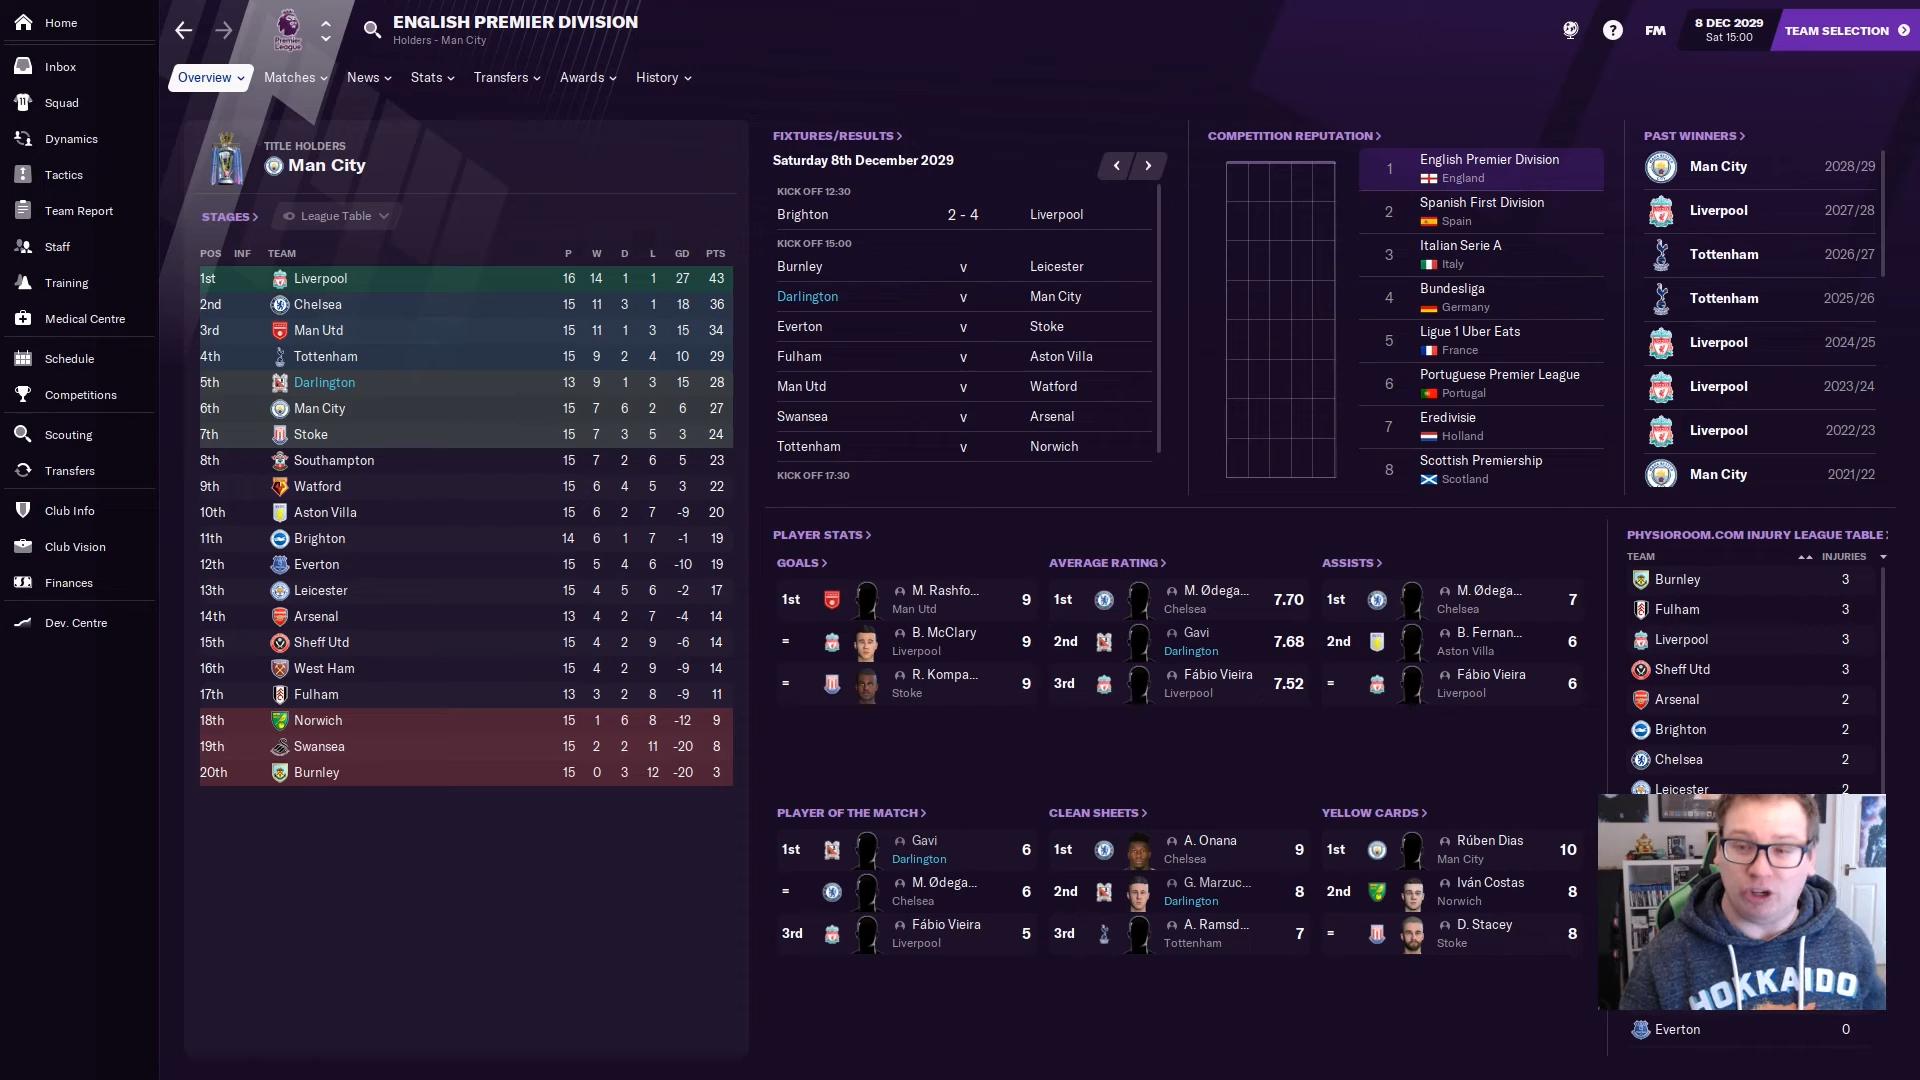 Home
Inbox
Squad
Dynamics
Tactics
Team Report
Staff
Training
Medical Centre
Schedule
Competitions
Scouting
Transfers
Club Info
Club Vision
Finances
Dev. Centre
ENGLISH PREMIER DIVISION
Holders - Man City
FM
8 DEC 2029
Sat 15:00
TEAM SELECTION
Overview Matches News Stats Transfers Awards History
TITLE HOLDERS
Man City
STAGES League Table
POS INF TEAM P W D L GD PTS
1st Liverpool 16 14 1 1 27 43
2nd Chelsea 15 11 3 1 18 36
3rd Man Utd 15 11 1 3 15 34
4th Tottenham 15 9 2 4 10 29
5th Darlington 13 9 1 3 15 28
6th Man City 15 7 6 2 6 27
7th Stoke 15 7 3 5 3 24
8th Southampton 15 7 2 6 5 23
9th Watford 15 6 4 5 3 22
10th Aston Villa 15 6 2 7 -9 20
11th Brighton 14 6 1 7 -1 19
12th Everton 15 5 4 6 -10 19
13th Leicester 15 4 5 6 -2 17
14th Arsenal 13 4 2 7 -4 14
15th Sheff Utd 15 4 2 9 -6 14
16th West Ham 15 4 2 9 -9 14
17th Fulham 13 3 2 8 -9 11
18th Norwich 15 1 6 8 -12 9
19th Swansea 15 2 2 11 -20 8
20th Burnley 15 0 3 12 -20 3
FIXTURES/RESULTS
Saturday 8th December 2029
KICK OFF 12:30
Brighton 2 - 4 Liverpool
KICK OFF 15:00
Burnley v Leicester
Darlington v Man City
Everton v Stoke
Fulham v Aston Villa
Man Utd v Watford
Swansea v Arsenal
Tottenham v Norwich
KICK OFF 17:30
COMPETITION REPUTATION
1 English Premier Division
England
2 Spanish First Division
Spain
3 Italian Serie A
Italy
4 Bundesliga
Germany
5 Ligue 1 Uber Eats
France
6 Portuguese Premier League
Portugal
7 Eredivisie
Holland
8 Scottish Premiership
Scotland
PAST WINNERS
Man City 2028/29
Liverpool 2027/28
Tottenham 2026/27
Tottenham 2025/26
Liverpool 2024/25
Liverpool 2023/24
Liverpool 2022/23
Man City 2021/22
PLAYER STATS
GOALS
1st M. Rashfo... 9
Man Utd
= B. McClary 9
Liverpool
= R. Kompa... 9
Stoke
AVERAGE RATING
1st M. Ødega... 7.70
Chelsea
2nd Gavi 7.68
Darlington
3rd Fábio Vieira 7.52
Liverpool
ASSISTS
1st M. Ødega... 7
Chelsea
2nd B. Fernan... 6
Aston Villa
= Fábio Vieira 6
Liverpool
PLAYER OF THE MATCH
1st Gavi 6
Darlington
= M. Ødega... 6
Chelsea
3rd Fábio Vieira 5
Liverpool
CLEAN SHEETS
1st A. Onana 9
Chelsea
2nd G. Marzuc... 8
Darlington
3rd A. Ramsd... 7
Tottenham
YELLOW CARDS
1st Rúben Dias 10
Man City
2nd Iván Costas 8
Norwich
= D. Stacey 8
Stoke
PHYSIOROOM.COM INJURY LEAGUE TABLE
TEAM INJURIES
Burnley 3
Fulham 3
Liverpool 3
Sheff Utd 3
Arsenal 2
Brighton 2
Chelsea 2
Leicester 2
HOKKAIDO
Everton 0